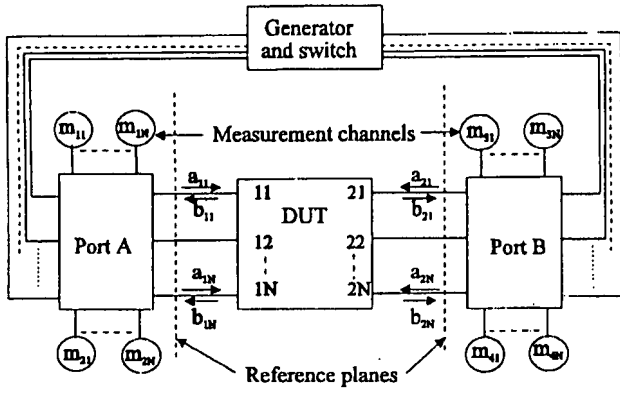 Generator
and switch
m11 m1N Measurement channels m31 m3N
a11 a21
b11 11 21 b21
DUT
Port A 12 22 Port B
a1N a2N
1N 2N
b1N b2N
m21 m2N m41 m4N
Reference planes